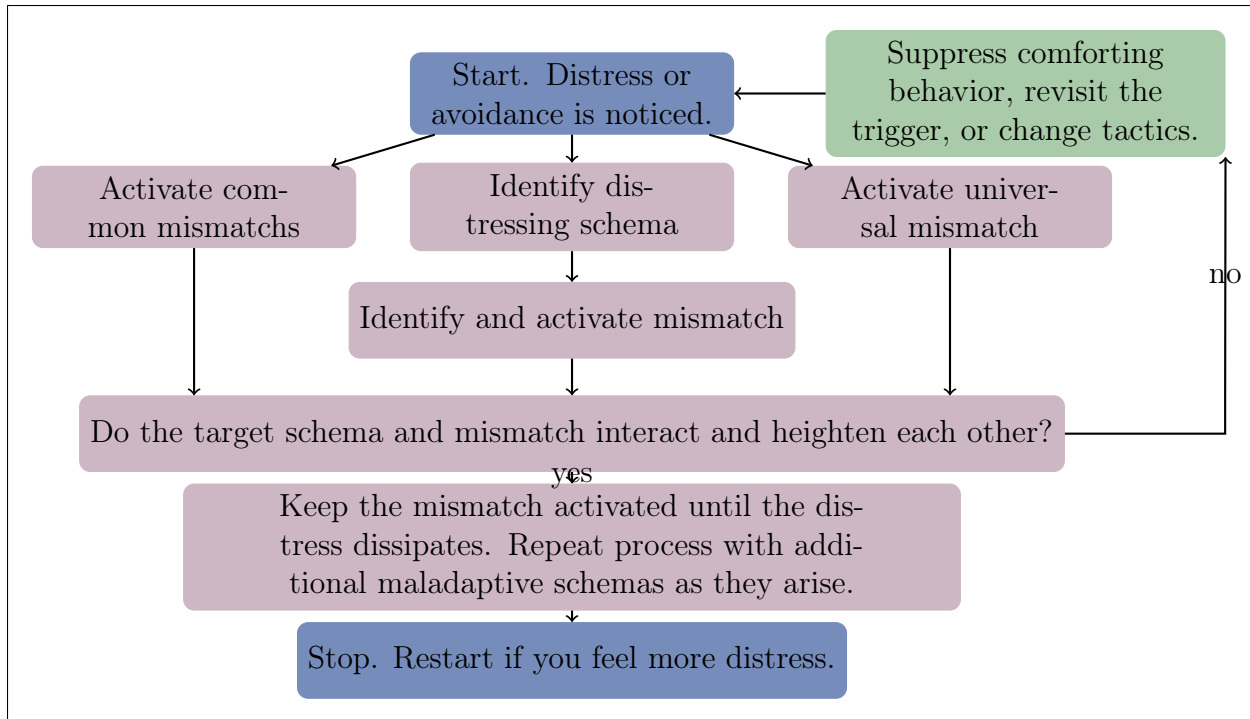 Start. Distress or
avoidance is noticed.
Suppress comforting
behavior, revisit the
trigger, or change tactics.
Activate com-
mon mismatchs
Identify dis-
tressing schema
Activate univer-
sal mismatch
no
Identify and activate mismatch
Do the target schema and mismatch interact and heighten each other?
yes
Keep the mismatch activated until the dis-
tress dissipates. Repeat process with addi-
tional maladaptive schemas as they arise.
Stop. Restart if you feel more distress.